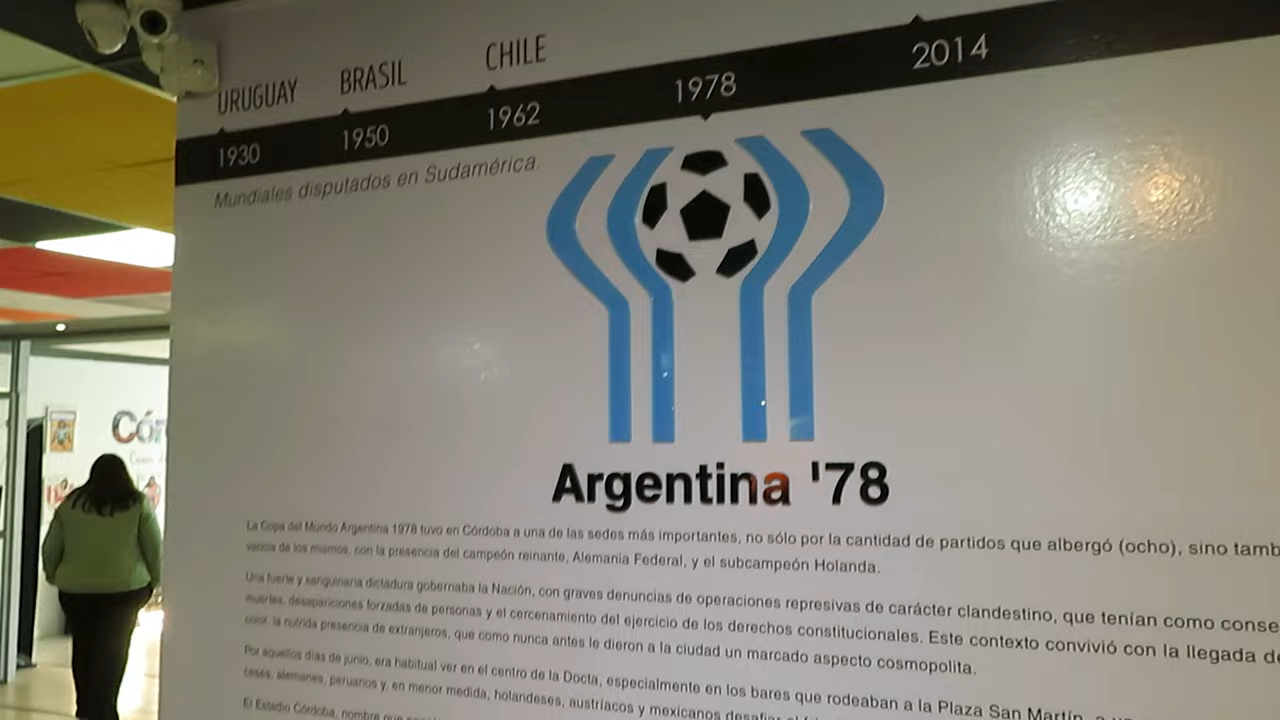 URUGUAY BRASIL CHILE
1930 1950 1962 1978 2014
Mundiales disputados en Sudamérica.
Argentina '78
La Copa del Mundo Argentina 1978 tuvo en Córdoba a una de las sedes más importantes, no sólo por la cantidad de partidos que albergó (ocho), sino
de los mismos, con la presencia del campeón reinante, Alemania Federal, y el subcampeón Holanda.
Una fuerte y sanguinaria dictadura gobernaba la Nación, con graves denuncias de operaciones represivas de carácter clandestino, que tenían como
muertes, desapariciones forzadas de personas y el cercenamiento del ejercicio de los derechos constitucionales. Este contexto convivió con la llegada
color: la nutrida presencia de extranjeros, que como nunca antes le dieron a la ciudad un marcado aspecto cosmopolita.
Por aquellos días de junio, era habitual ver en el centro de la Docta, especialmente en los bares que rodeaban a la Plaza San Martín, a
alemanes, peruanos y, en menor medida, holandeses, austríacos y mexicanos
El Estadio Córdoba, nombre que
Cór